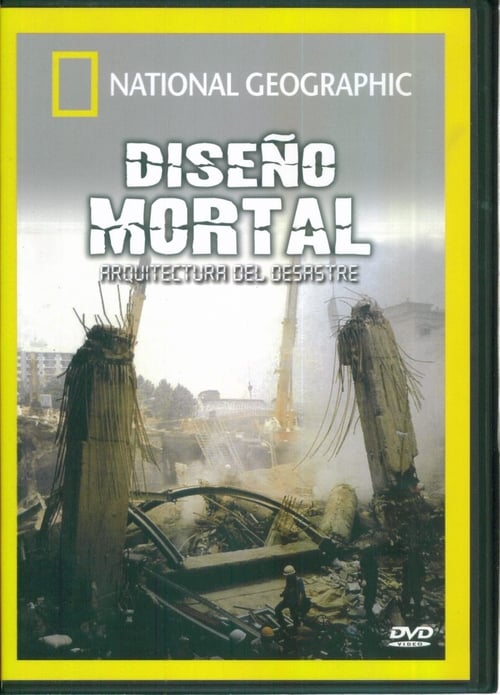 NATIONAL GEOGRAPHIC
DISEÑO
MORTAL
ARQUITECTURA DEL DESASTRE
DVD
VIDEO